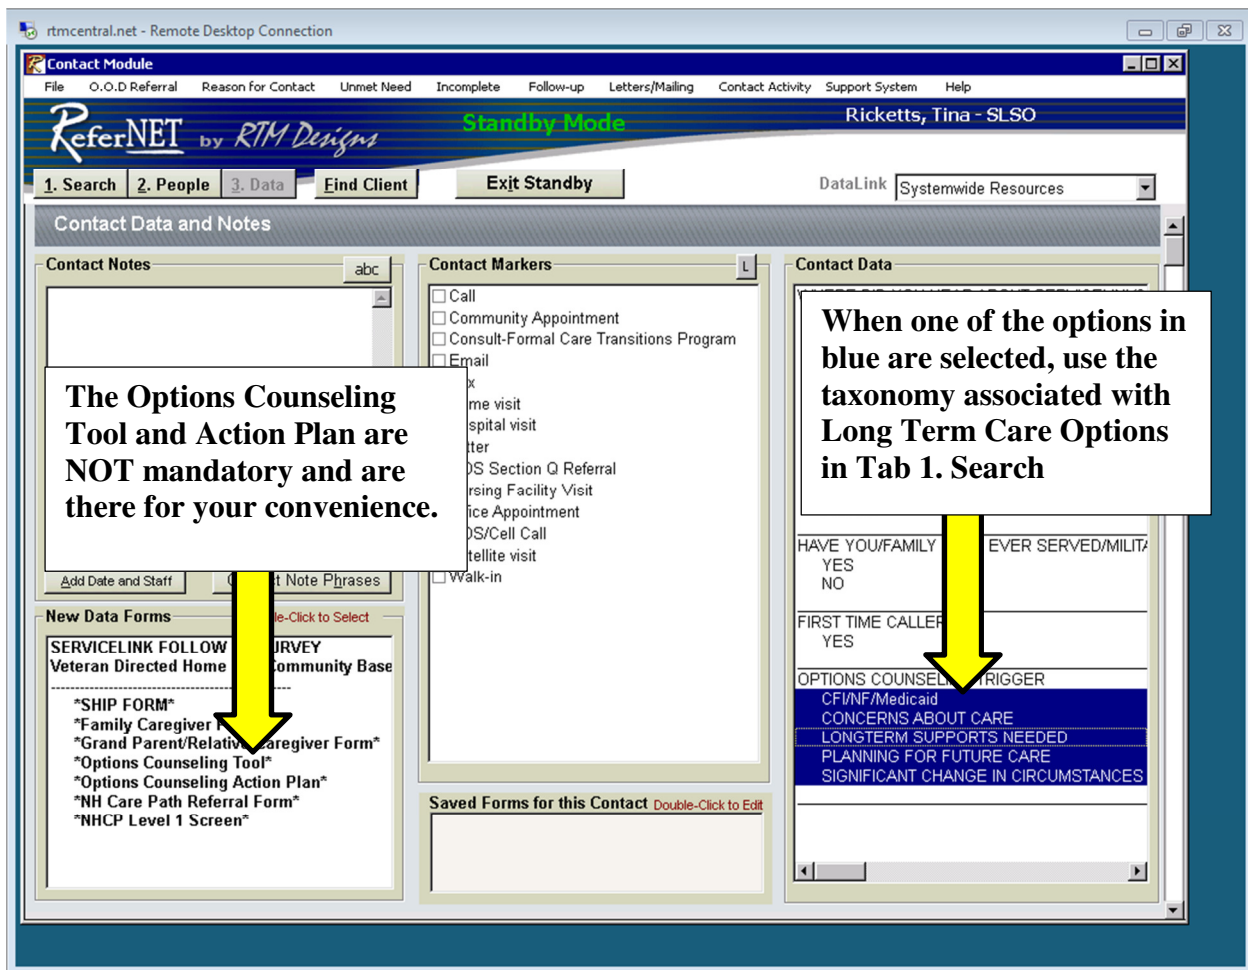 rtmcentral.net - Remote Desktop Connection
Contact Module
File O.O.D Referral Reason for Contact Unmet Need Incomplete Follow-up Letters/Mailing Contact Activity Support System Help
ReferNET by RTM Designs
Standby Mode
Ricketts, Tina - SLSO
1. Search 2. People 3. Data Find Client Exit Standby
DataLink Systemwide Resources
Contact Data and Notes
Contact Notes abc
The Options Counseling
Tool and Action Plan are
NOT mandatory and are
there for your convenience.
Add Date and Staff Note Phrases
New Data Forms -Click to Select
SERVICELINK FOLLOW
Veteran Directed Home Community Base
*SHIP FORM*
*Family Caregiver
*Grand Parent/Relative Caregiver Form*
*Options Counseling Tool*
*Options Counseling Action Plan*
*NH Care Path Referral Form*
*NHCP Level 1 Screen*
Contact Markers L
Call
Community Appointment
Consult-Formal Care Transitions Program
Email
me visit
spital visit
tter
DS Section Q Referral
rsing Facility Visit
fice Appointment
DS/Cell Call
tellite visit
Walk-in
Saved Forms for this Contact Double-Click to Edit
Contact Data
When one of the options in
blue are selected, use the
taxonomy associated with
Long Term Care Options
in Tab 1. Search
HAVE YOU/FAMILY EVER SERVED/MILITA
YES
NO
FIRST TIME CALLER
YES
OPTIONS COUNSELING TRIGGER
CFI/NF/Medicaid
CONCERNS ABOUT CARE
LONGTERM SUPPORTS NEEDED
PLANNING FOR FUTURE CARE
SIGNIFICANT CHANGE IN CIRCUMSTANCES